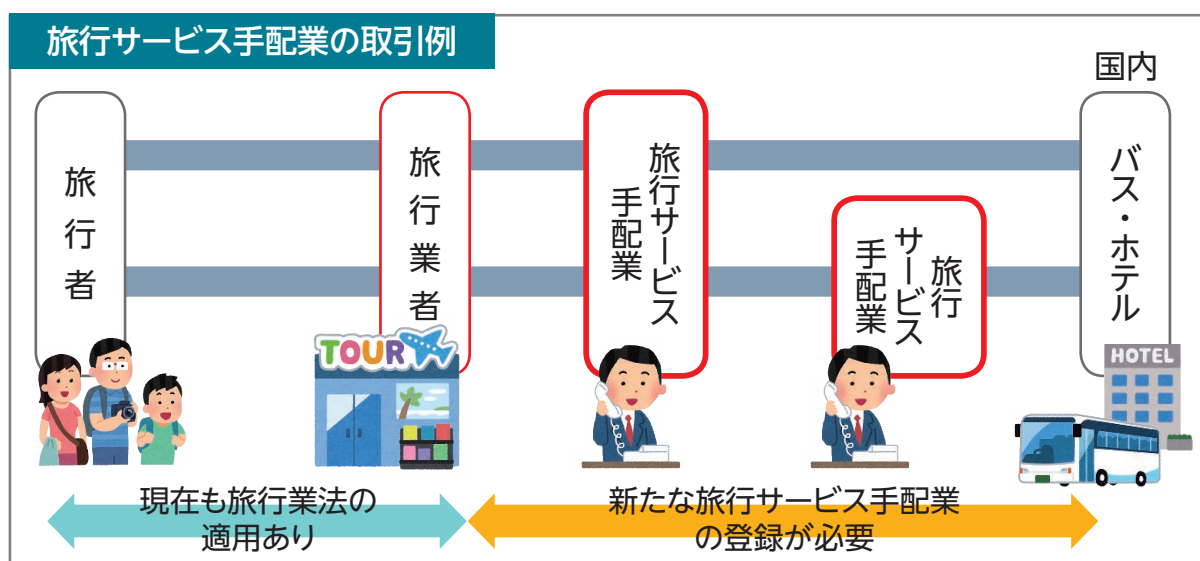 旅行サービス手配業の取引例
国内
旅行者
旅行業者
旅行サービス
手配業
旅行
サービス
手配業
バス・ホテル
TOUR
HOTEL
現在も旅行業法の
適用あり
新たな旅行サービス手配業
の登録が必要